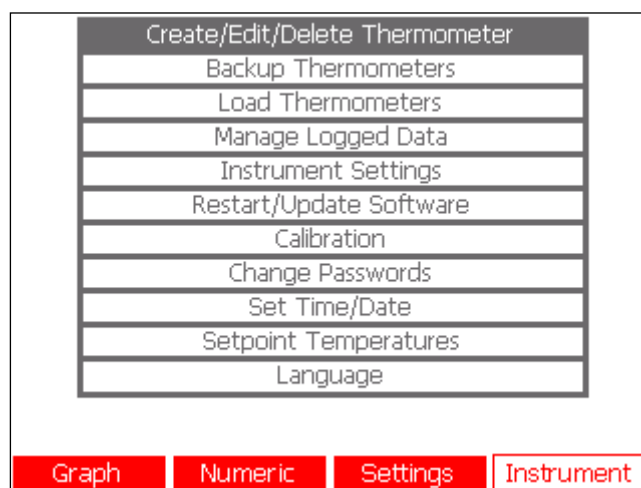 Create/Edit/Delete Thermometer
Backup Thermometers
Load Thermometers
Manage Logged Data
Instrument Settings
Restart/Update Software
Calibration
Change Passwords
Set Time/Date
Setpoint Temperatures
Language
Graph Numeric Settings Instrument